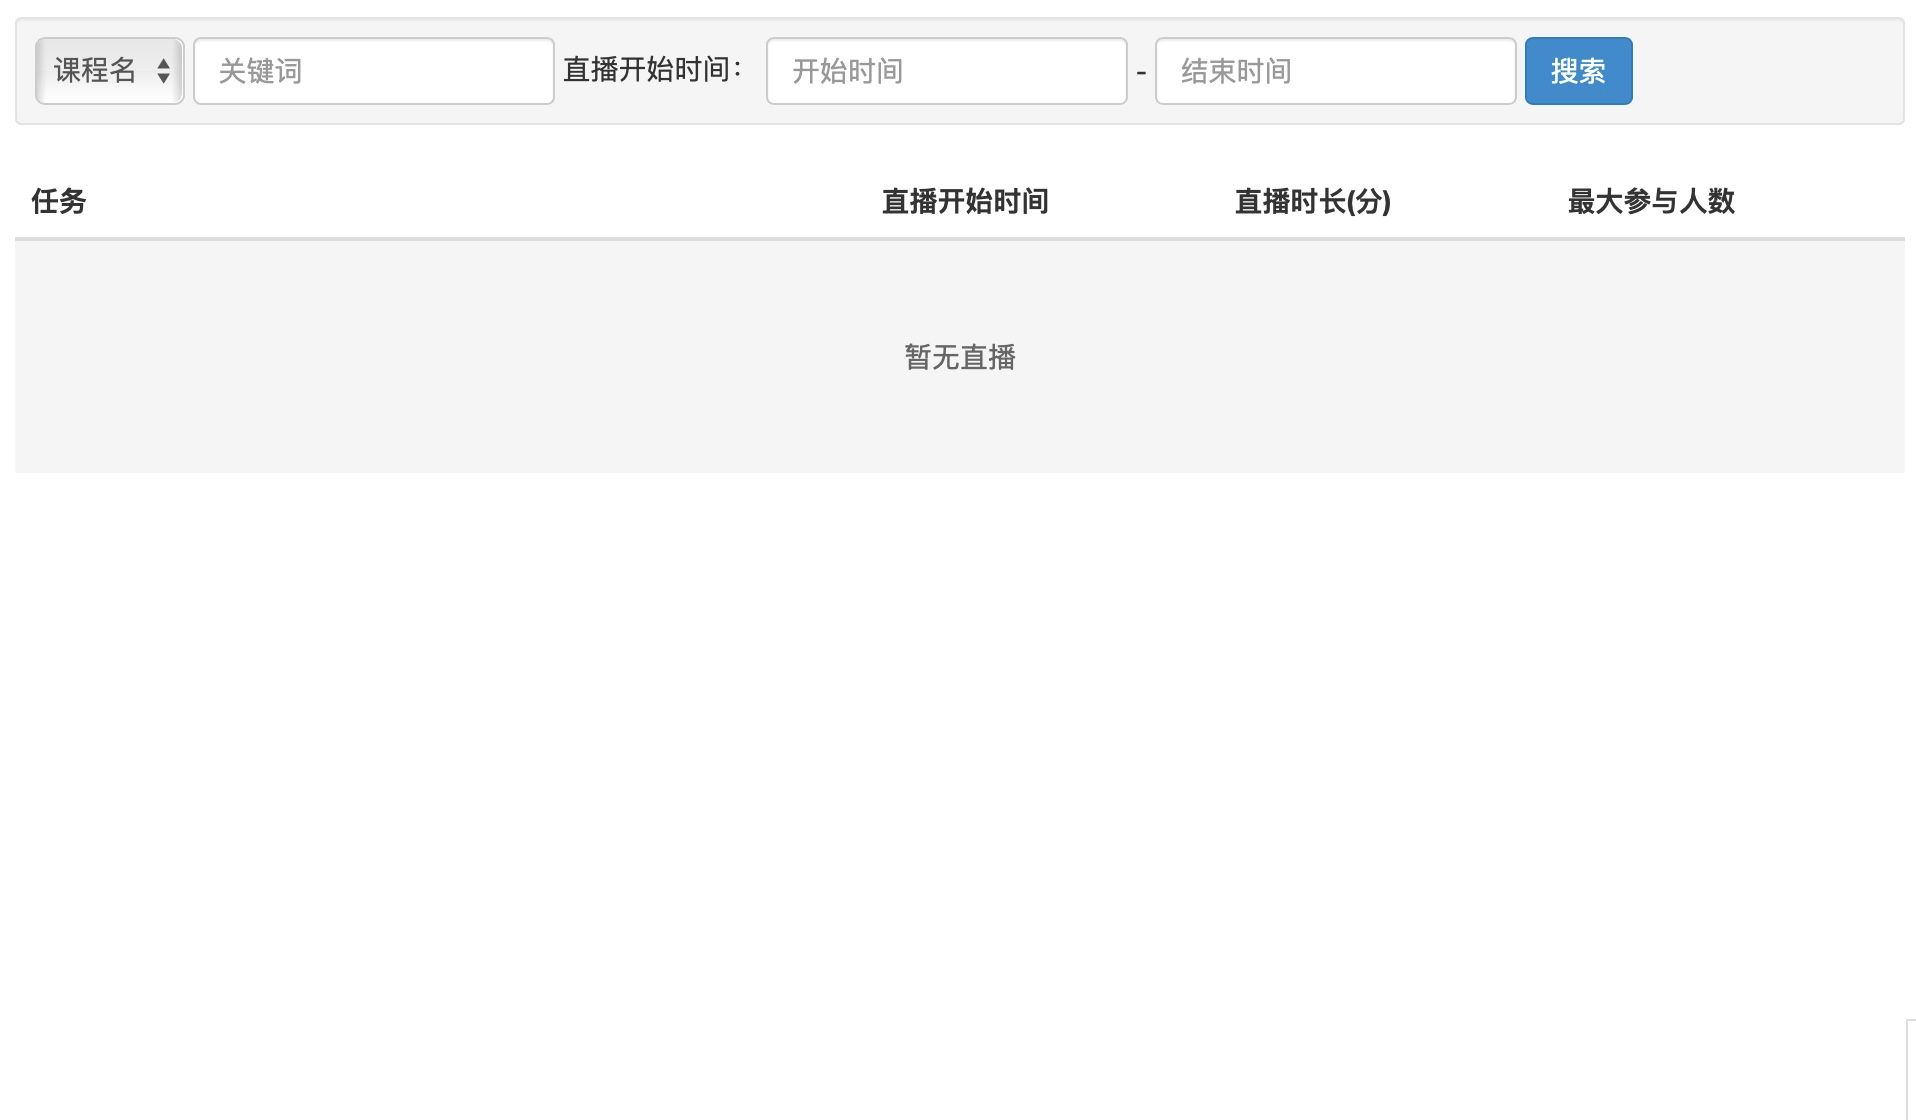 课程名 关键词 直播开始时间： 开始时间 - 结束时间 搜索
任务 直播开始时间 直播时长(分) 最大参与人数
暂无直播